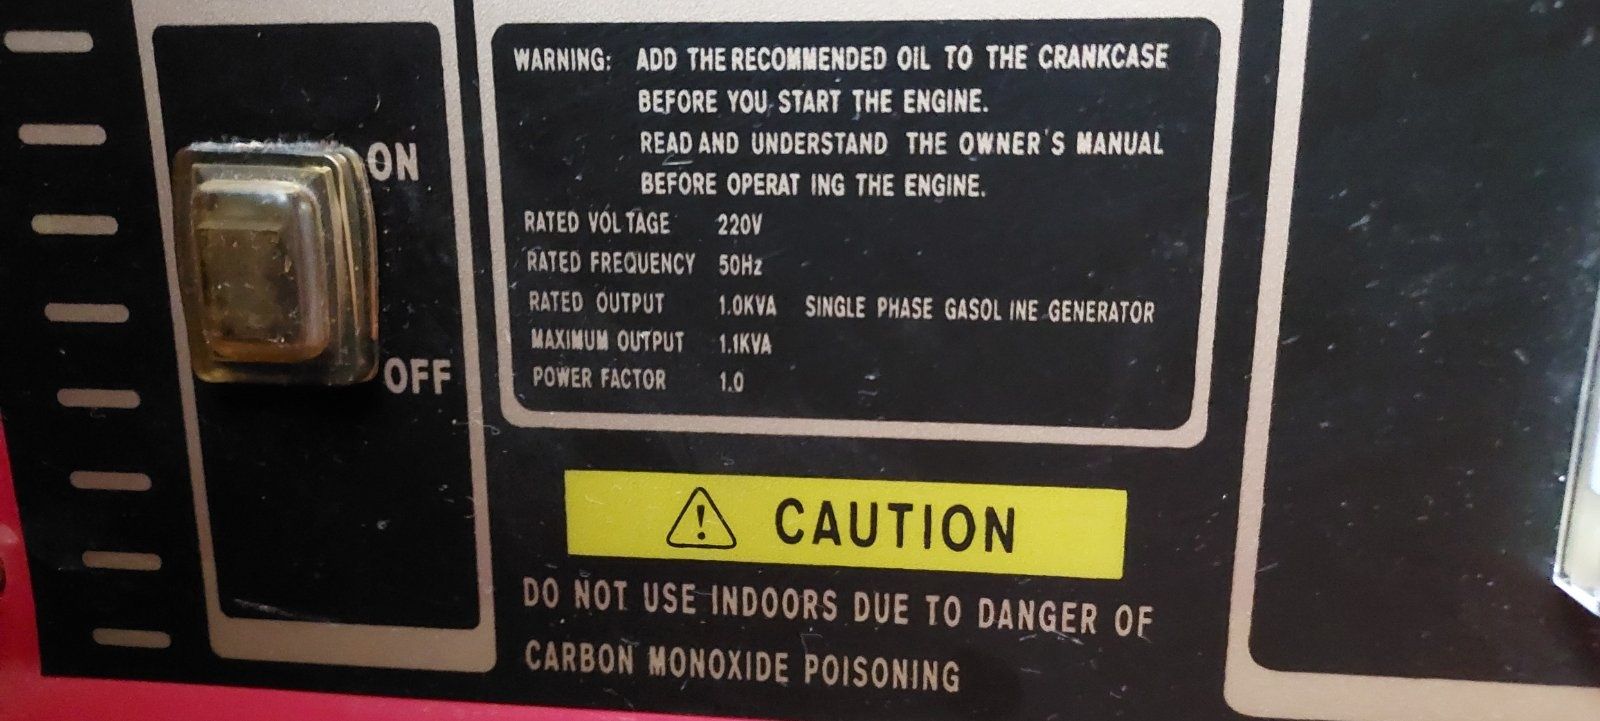 WARNING: ADD THE RECOMMENDED OIL TO THE CRANKCASE
BEFORE YOU START THE ENGINE.
READ AND UNDERSTAND THE OWNER'S MANUAL
BEFORE OPERAT ING THE ENGINE.
ON
RATED VOLTAGE 220V
RATED FREQUENCY 50Hz
RATED OUTPUT 1.0KVA SINGLE PHASE GASOL INE GENERATOR
MAXIMUM OUTPUT 1.1KVA
POWER FACTOR 1.0
OFF
CAUTION
DO NOT USE INDOORS DUE TO DANGER OF
CARBON MONOXIDE POISONING